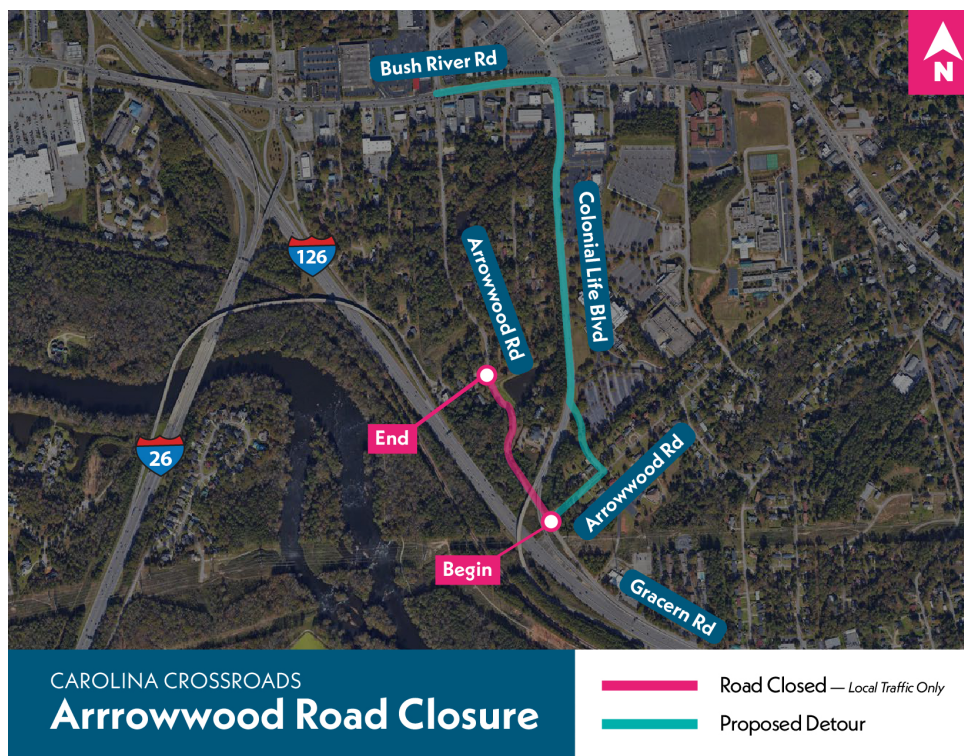 N
Bush River Rd
Colonial Life Blvd
Arrowwood Rd
126
End
26
Arrowwood Rd
Begin
Gracern Rd
CAROLINA CROSSROADS
Arrrowwood Road Closure
Road Closed — Local Traffic Only
Proposed Detour